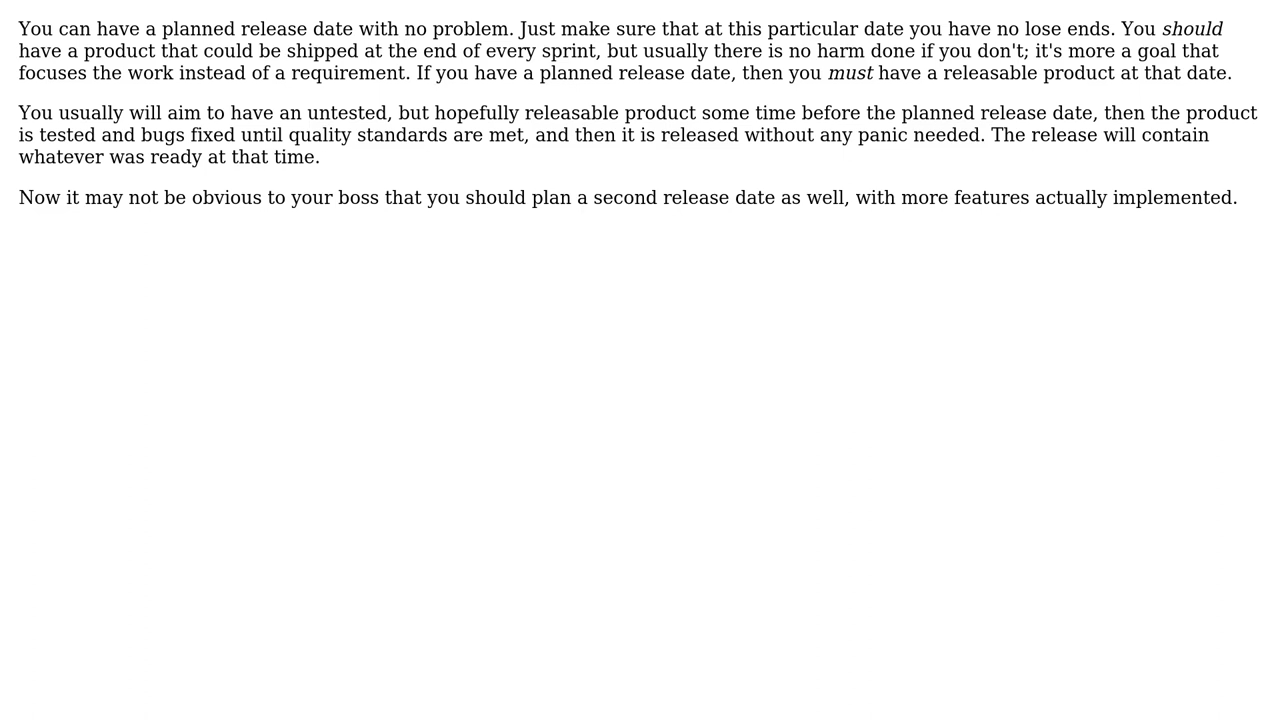 You can have a planned release date with no problem. Just make sure that at this particular date you have no lose ends. You should
have a product that could be shipped at the end of every sprint, but usually there is no harm done if you don't; it's more a goal that
focuses the work instead of a requirement. If you have a planned release date, then you must have a releasable product at that date.
You usually will aim to have an untested, but hopefully releasable product some time before the planned release date, then the product
is tested and bugs fixed until quality standards are met, and then it is released without any panic needed. The release will contain
whatever was ready at that time.
Now it may not be obvious to your boss that you should plan a second release date as well, with more features actually implemented.